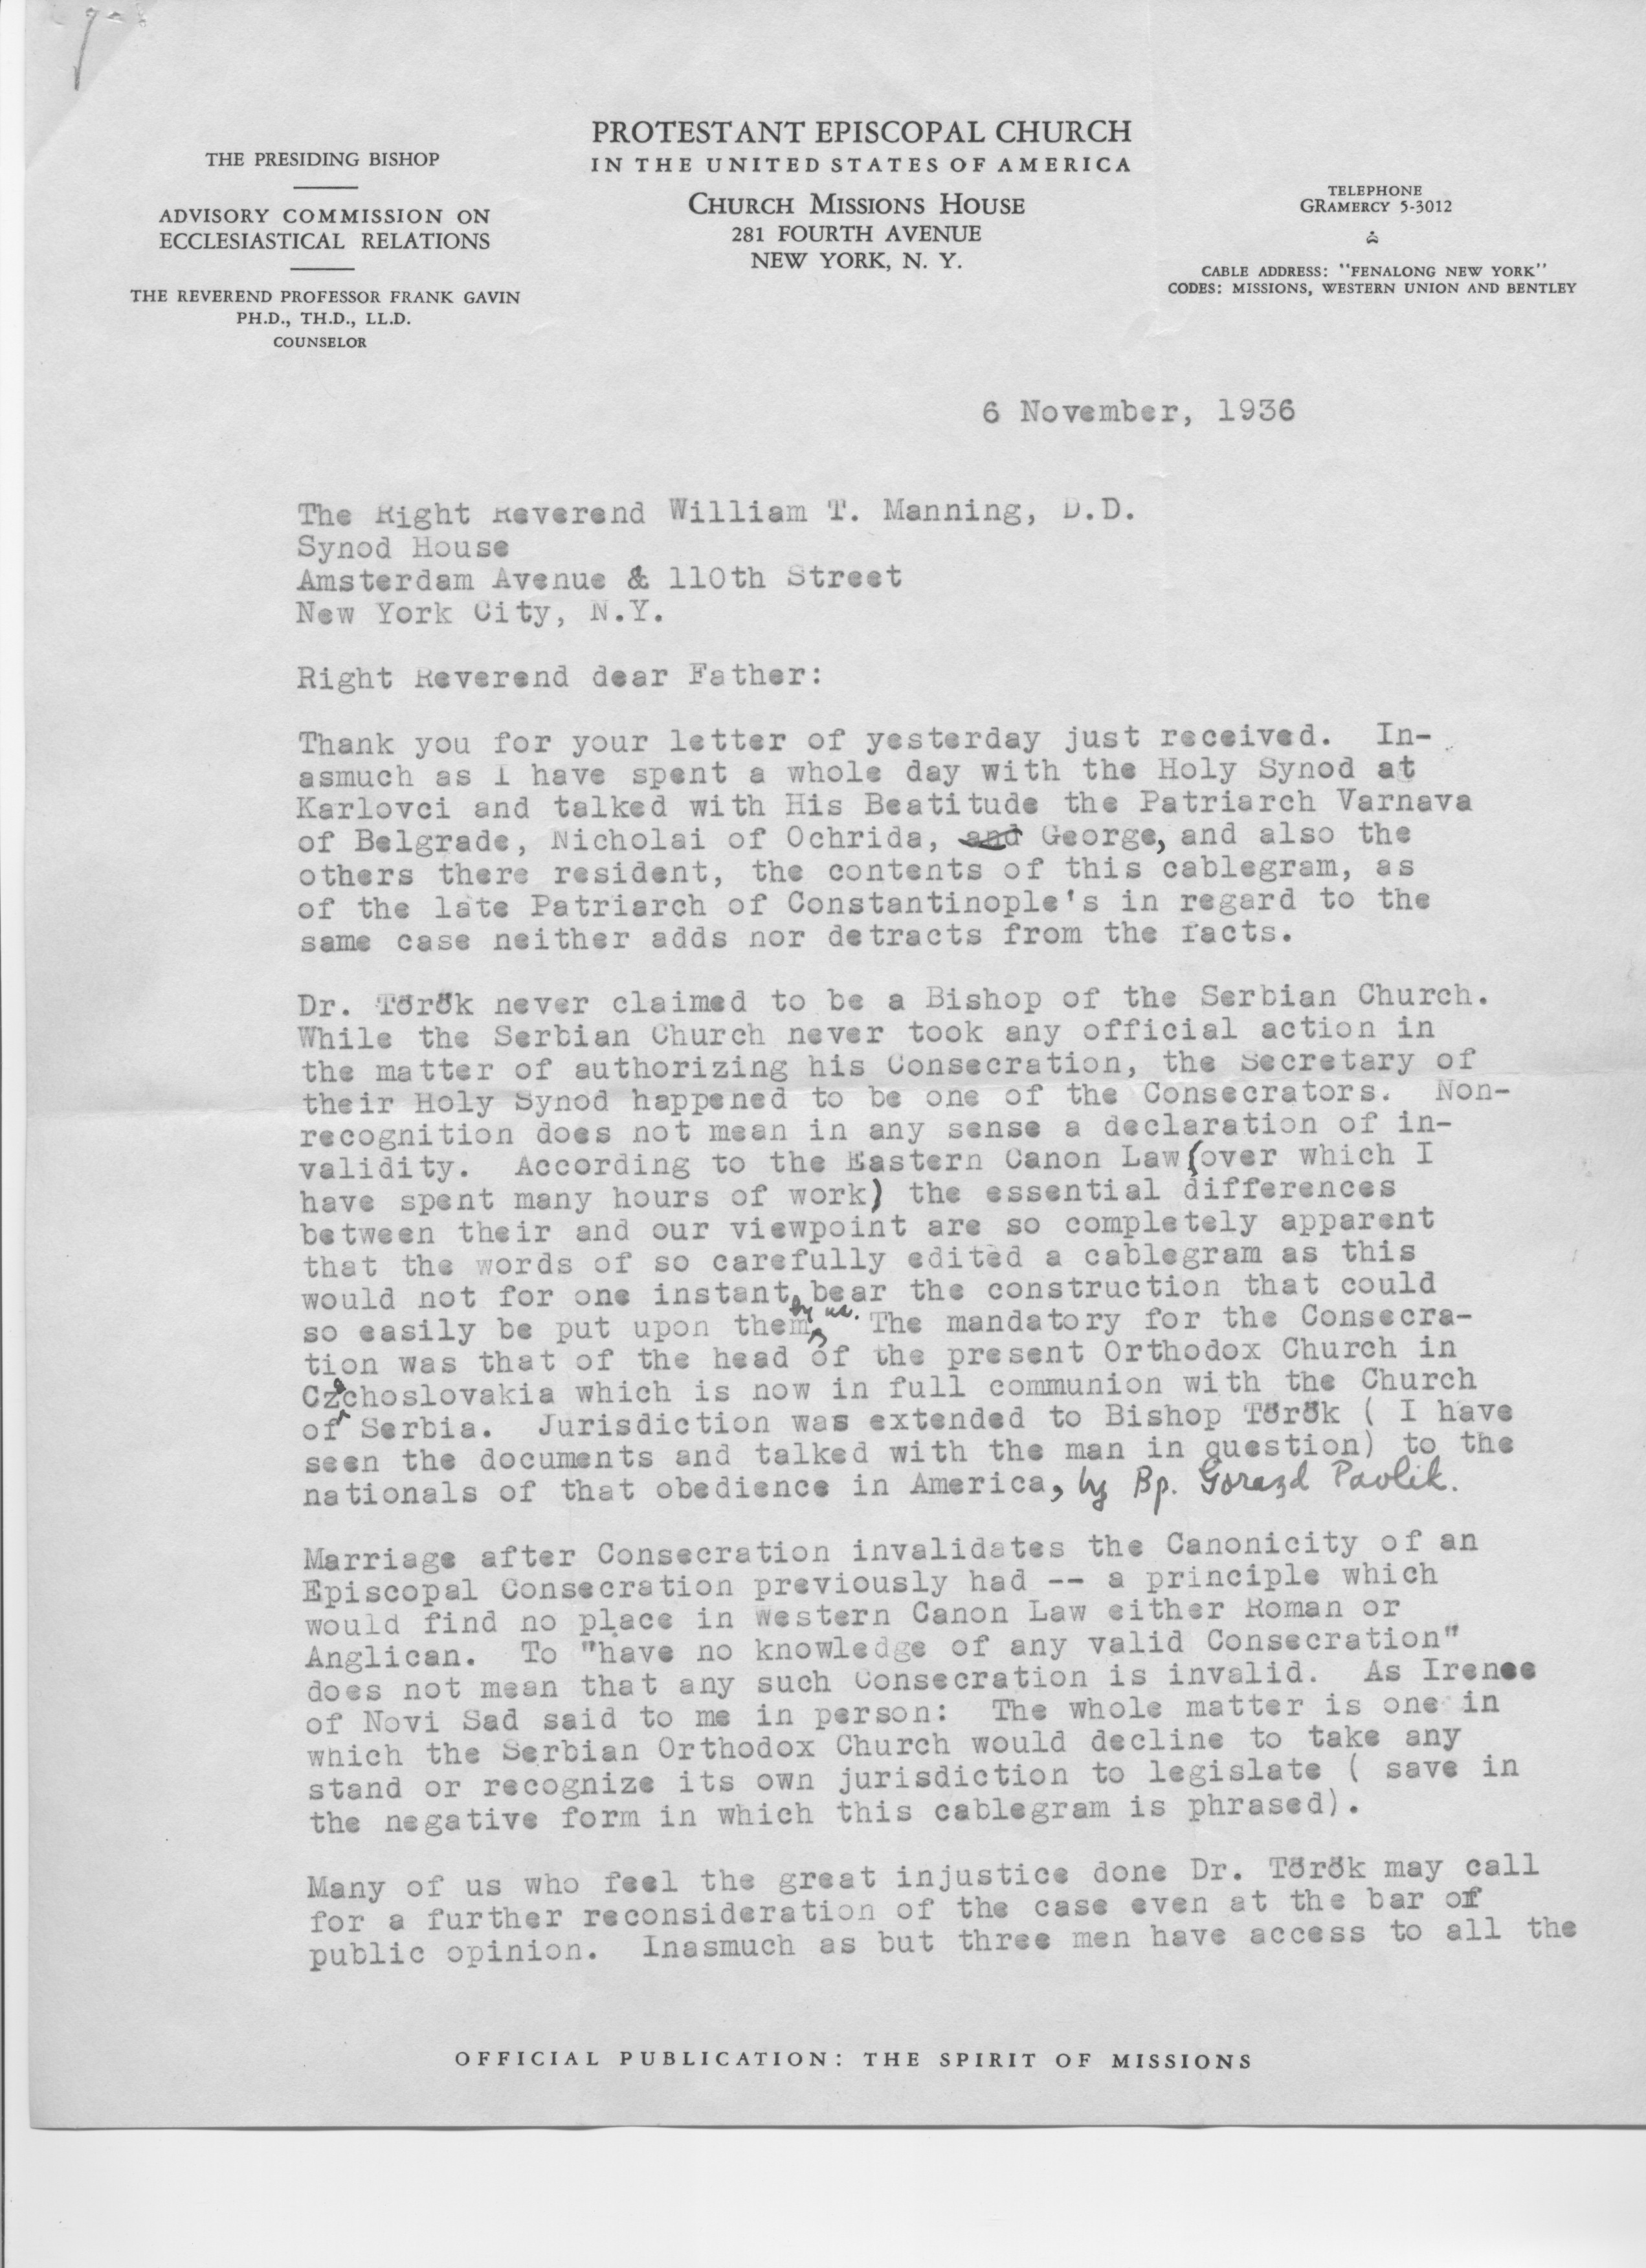 PROTESTANT EPISCOPAL CHURCH
IN THE UNITED STATES OF AMERICA
CHURCH MISSIONS HOUSE
281 FOURTH AVENUE
NEW YORK, N. Y.
THE PRESIDING BISHOP
ADVISORY COMMISSION ON
ECCLESIASTICAL RELATIONS
THE REVEREND PROFESSOR FRANK GAVIN
PH.D., TH.D., LL.D.
COUNSELOR
TELEPHONE
GRAMERCY 5-3012
CABLE ADDRESS: "FENALONG NEW YORK"
CODES: MISSIONS, WESTERN UNION AND BENTLEY
6 November, 1936
The Right Reverend William T. Manning, D.D.
Synod House
Amsterdam Avenue & 110th Street
New York City, N.Y.
Right Reverend dear Father:
Thank you for your letter of yesterday just received. In-
asmuch as I have spent a whole day with the Holy Synod at
Karlovci and talked with His Beatitude the Patriarch Varnava
of Belgrade, Nicholai of Ochrida, and George, and also the
others there resident, the contents of this cablegram, as
of the late Patriarch of Constantinople's in regard to the
same case neither adds nor detracts from the facts.
Dr. Török never claimed to be a Bishop of the Serbian Church.
While the Serbian Church never took any official action in
the matter of authorizing his Consecration, the Secretary of
their Holy Synod happened to be one of the Consecrators. Non-
recognition does not mean in any sense a declaration of in-
validity. According to the Eastern Canon Law (over which I
have spent many hours of work) the essential differences
between their and our viewpoint are so completely apparent
that the words of so carefully edited a cablegram as this
would not for one instant, bear the construction that could
so easily be put upon them by us. The mandatory for the Consecra-
tion was that of the head of the present Orthodox Church in
Czechoslovakia which is now in full communion with the Church
of Serbia. Jurisdiction was extended to Bishop Török ( I have
seen the documents and talked with the man in question) to the
nationals of that obedience in America, by Bp. Gorazd Pavlik.
Marriage after Consecration invalidates the Canonicity of an
Episcopal Consecration previously had -- a principle which
would find no place in Western Canon Law either Roman or
Anglican. To "have no knowledge of any valid Consecration"
does not mean that any such Consecration is invalid. As Irenee
of Novi Sad said to me in person: The whole matter is one in
which the Serbian Orthodox Church would decline to take any
stand or recognize its own jurisdiction to legislate ( save in
the negative form in which this cablegram is phrased).
Many of us who feel the great injustice done Dr. Török may call
for a further reconsideration of the case even at the bar of
public opinion. Inasmuch as but three men have access to all the
OFFICIAL PUBLICATION: THE SPIRIT OF MISSIONS